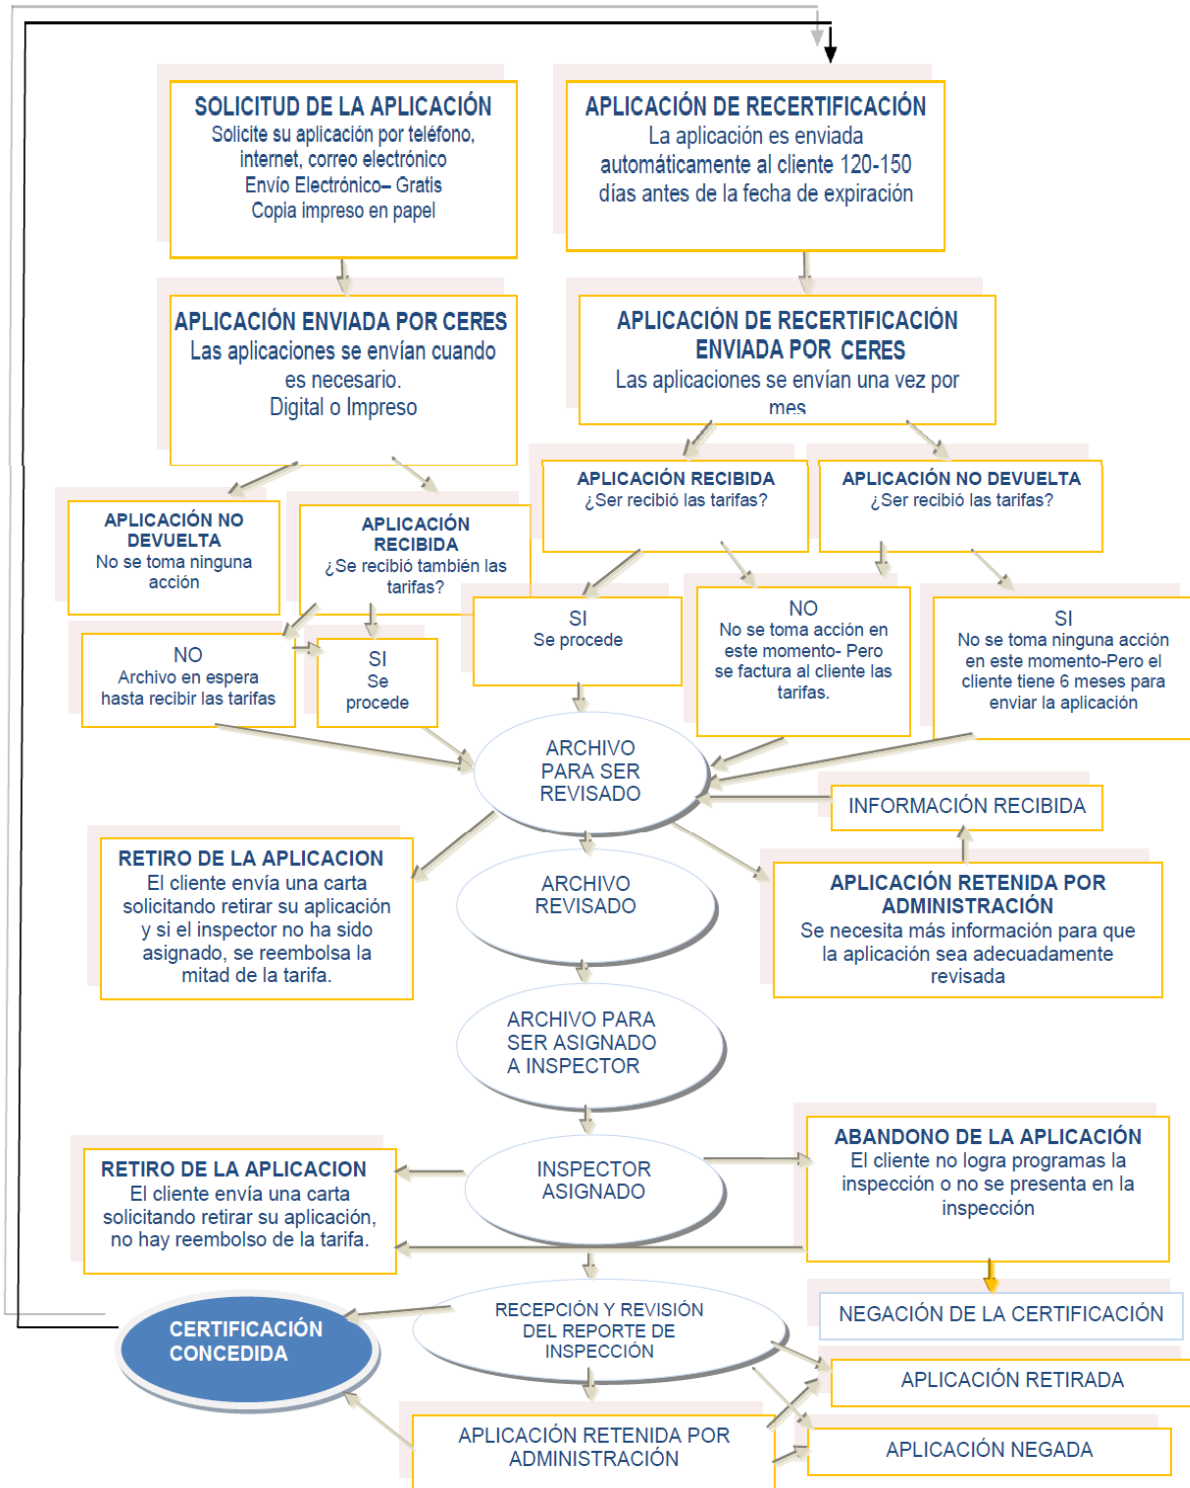 SOLICITUD DE LA APLICACIÓN
Solicite su aplicación por teléfono,
internet, correo electrónico
Envío Electrónico– Gratis
Copia impreso en papel
APLICACIÓN DE RECERTIFICACIÓN
La aplicación es enviada
automáticamente al cliente 120-150
días antes de la fecha de expiración
APLICACIÓN ENVIADA POR CERES
Las aplicaciones se envían cuando
es necesario.
Digital o Impreso
APLICACIÓN DE RECERTIFICACIÓN
ENVIADA POR CERES
Las aplicaciones se envían una vez por
mes
APLICACIÓN NO
DEVUELTA
No se toma ninguna
acción
APLICACIÓN
RECIBIDA
¿Se recibió también las
tarifas?
APLICACIÓN RECIBIDA
¿Ser recibió las tarifas?
APLICACIÓN NO DEVUELTA
¿Ser recibió las tarifas?
NO
Archivo en espera
hasta recibir las tarifas
SI
Se
procede
SI
Se procede
NO
No se toma acción en
este momento- Pero
se factura al cliente las
tarifas.
SI
No se toma ninguna acción
en este momento-Pero el
cliente tiene 6 meses para
enviar la aplicación
ARCHIVO
PARA SER
REVISADO
INFORMACIÓN RECIBIDA
RETIRO DE LA APLICACION
El cliente envía una carta
solicitando retirar su aplicación
y si el inspector no ha sido
asignado, se reembolsa la
mitad de la tarifa.
ARCHIVO
REVISADO
APLICACIÓN RETENIDA POR
ADMINISTRACIÓN
Se necesita más información para que
la aplicación sea adecuadamente
revisada
ARCHIVO PARA
SER ASIGNADO
A INSPECTOR
RETIRO DE LA APLICACION
El cliente envía una carta
solicitando retirar su aplicación,
no hay reembolso de la tarifa.
INSPECTOR
ASIGNADO
ABANDONO DE LA APLICACIÓN
El cliente no logra programas la
inspección o no se presenta en la
inspección
CERTIFICACIÓN
CONCEDIDA
RECEPCIÓN Y REVISIÓN
DEL REPORTE DE
INSPECCIÓN
NEGACIÓN DE LA CERTIFICACIÓN
APLICACIÓN RETIRADA
APLICACIÓN RETENIDA POR
ADMINISTRACIÓN
APLICACIÓN NEGADA